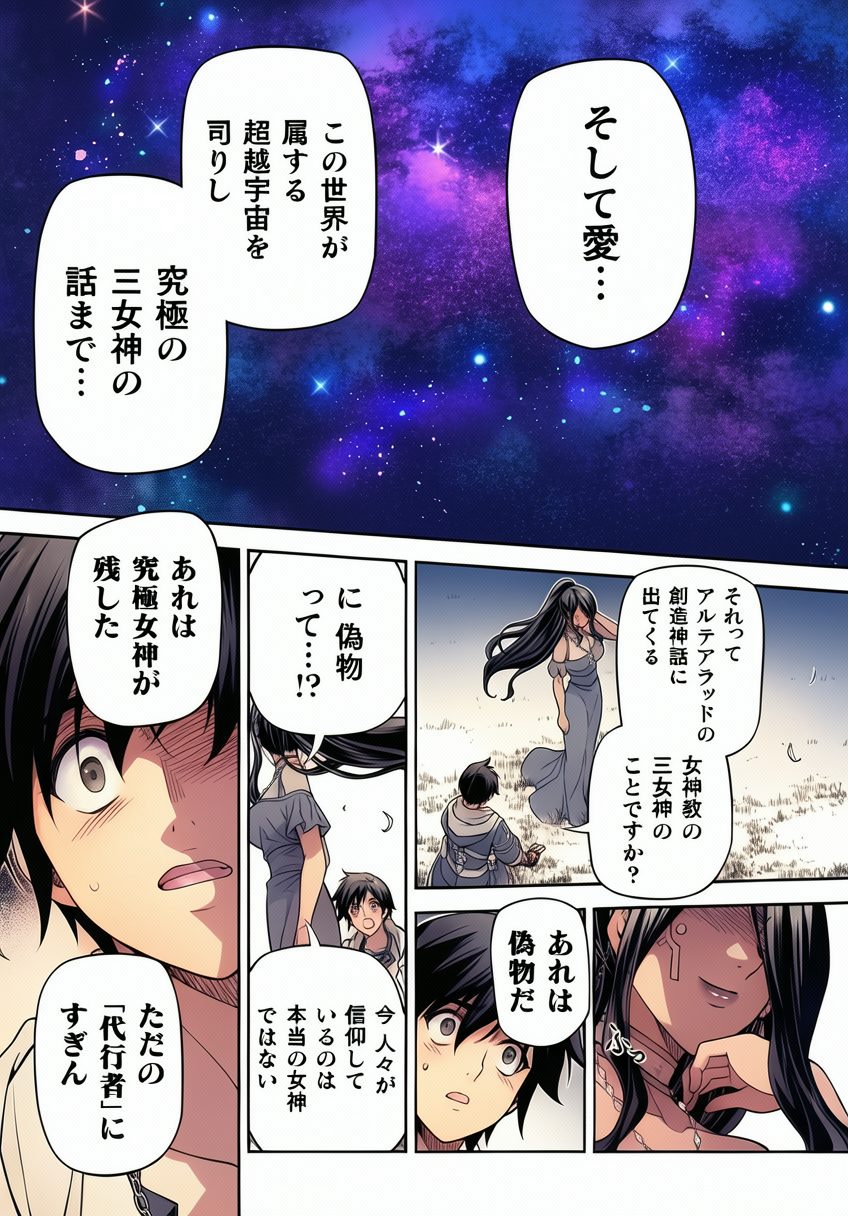 そして愛…
この世界が
属する
超越宇宙を
司りし
究極の
三女神の
話まで…
それって
アルテアラッドの
創造神話に
出てくる
女神教の
三女神の
ことですか?
ふっ
あれは
偽物だ
に 偽物
って…!?
今 人々が
信仰して
いるのは
本当の女神
ではない
あれは
究極女神が
残した
ただの
「代行者」に
すぎん